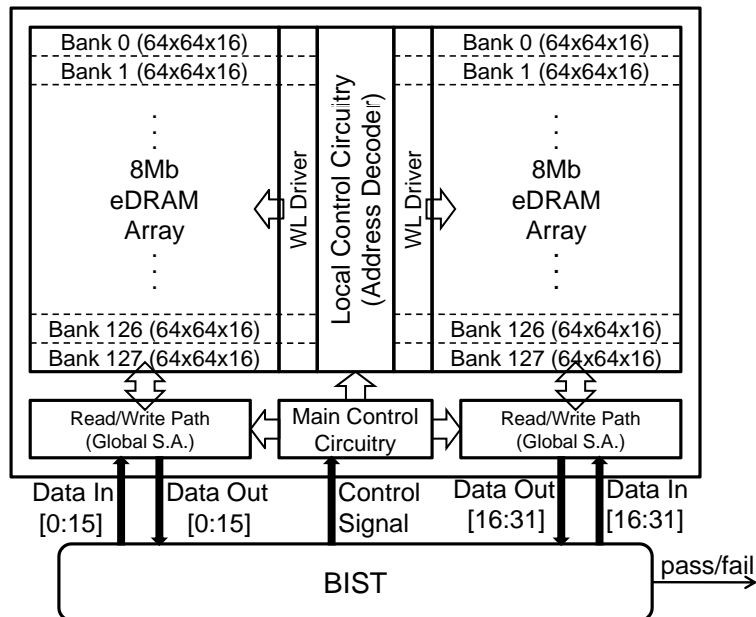 Bank 0 (64x64x16)
Bank 1 (64x64x16)
.
.
.
8Mb
eDRAM
Array
.
.
.
Bank 126 (64x64x16)
Bank 127 (64x64x16)
WL Driver
Local Control Circuitry
(Address Decoder)
WL Driver
Bank 0 (64x64x16)
Bank 1 (64x64x16)
.
.
.
8Mb
eDRAM
Array
.
.
.
Bank 126 (64x64x16)
Bank 127 (64x64x16)
Read/Write Path
(Global S.A.)
Main Control
Circuitry
Read/Write Path
(Global S.A.)
Data In
[0:15]
Data Out
[0:15]
Control
Signal
Data Out
[16:31]
Data In
[16:31]
BIST
pass/fail